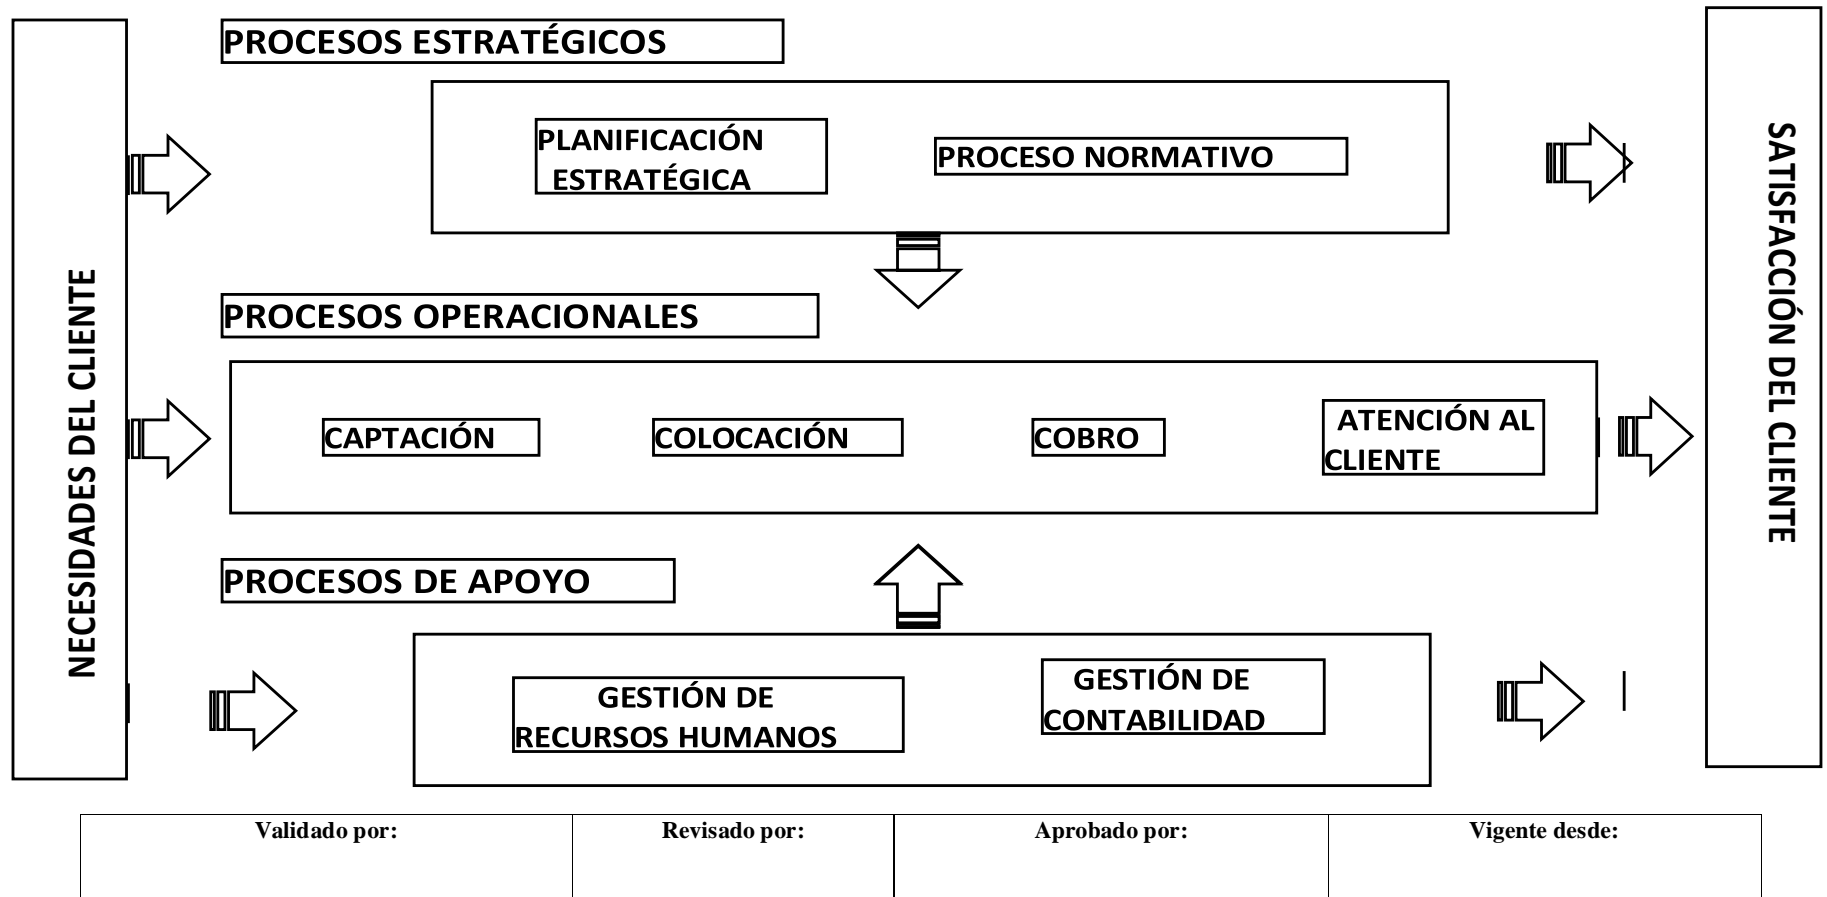 NECESIDADES DEL CLIENTE
PROCESOS ESTRATÉGICOS
PLANIFICACIÓN
ESTRATÉGICA
PROCESO NORMATIVO
PROCESOS OPERACIONALES
CAPTACIÓN
COLOCACIÓN
COBRO
ATENCIÓN AL
CLIENTE
PROCESOS DE APOYO
GESTIÓN DE
RECURSOS HUMANOS
GESTIÓN DE
CONTABILIDAD
SATISFACCIÓN DEL CLIENTE
Validado por:
Revisado por:
Aprobado por:
Vigente desde: